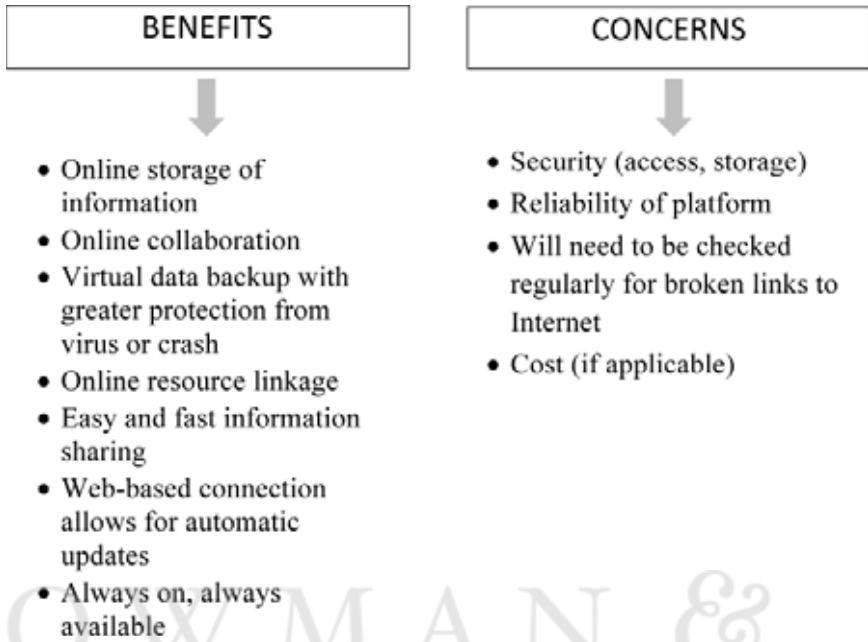 BENEFITS
• Online storage of
information
• Online collaboration
• Virtual data backup with
greater protection from
virus or crash
• Online resource linkage
• Easy and fast information
sharing
• Web-based connection
allows for automatic
updates
• Always on, always
available
CONCERNS
• Security (access, storage)
• Reliability of platform
• Will need to be checked
regularly for broken links to
Internet
• Cost (if applicable)
OWMAN &